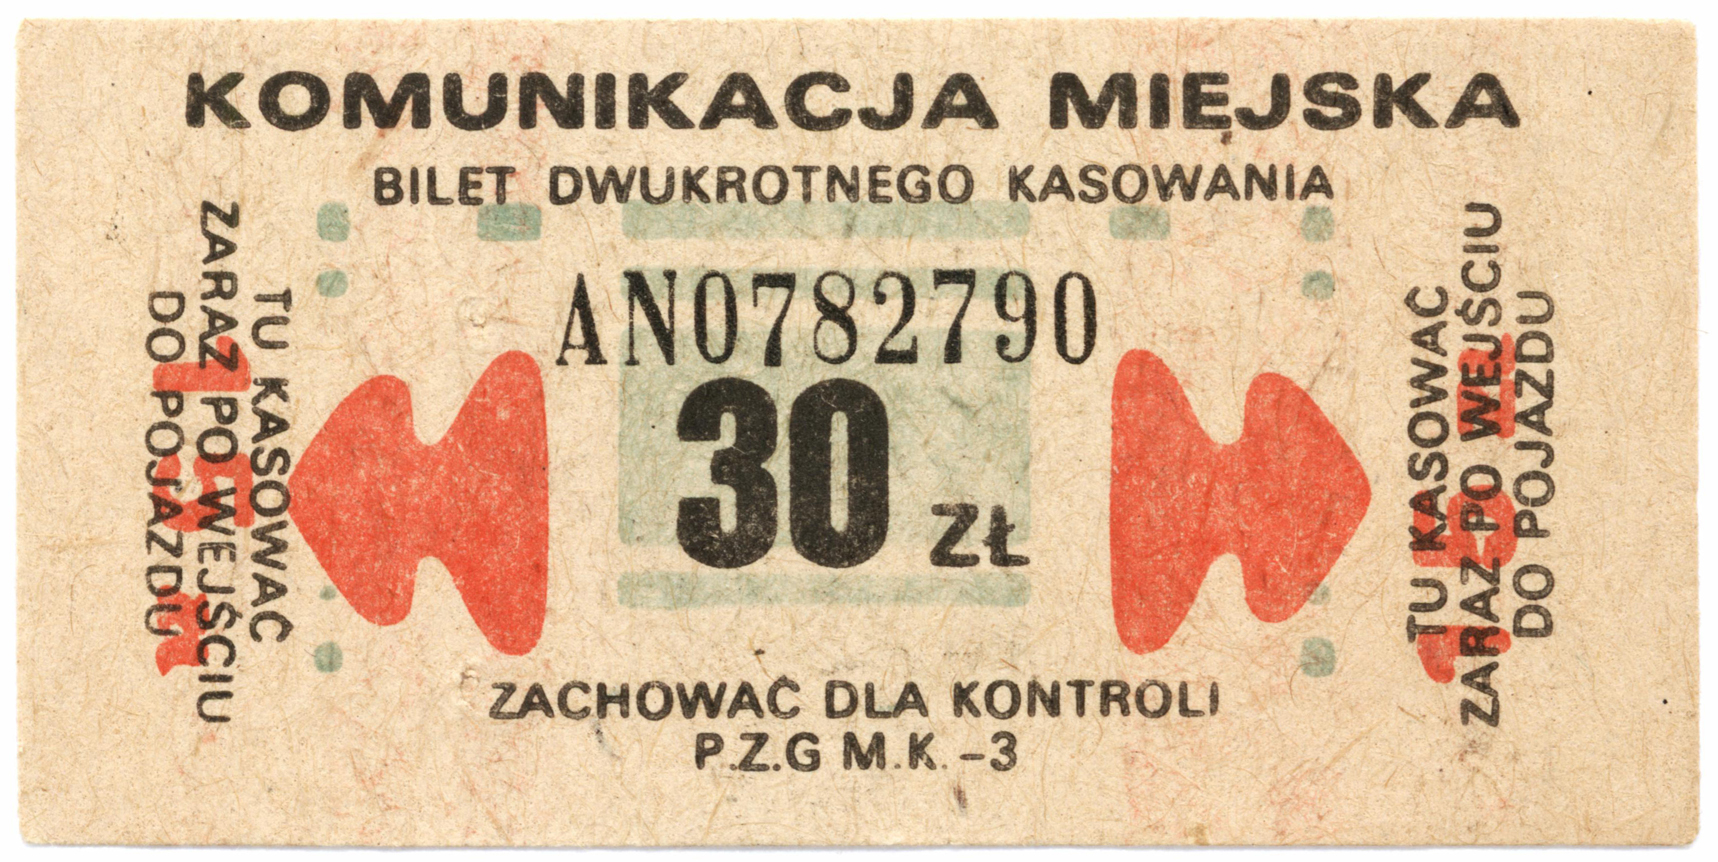 KOMUNIKACJA MIEJSKA
BILET DWUKROTNEGO KASOWANIA
AN0782790
30 ZŁ
TU KASOWAĆ
ZARAZ PO WEJŚCIU
DO POJAZDU
TU KASOWAĆ
ZARAZ PO WEJŚCIU
DO POJAZDU
ZACHOWAĆ DLA KONTROLI
P.Z.G M.K. -3